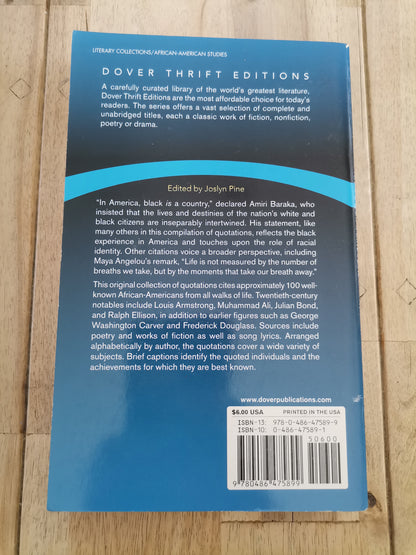 LITERARY COLLECTIONS/AFRICAN-AMERICAN STUDIES
DOVER THRIFT EDITIONS
A carefully curated library of the world's greatest literature,
Dover Thrift Editions are the most affordable choice for today's
readers. The series offers a vast selection of complete and
unabridged titles, each a classic work of fiction, nonfiction,
poetry or drama.
Edited by Joslyn Pine
"In America, black is a country," declared Amiri Baraka, who
insisted that the lives and destinies of the nation's white and
black citizens are inseparably intertwined. His statement, like
many others in this compilation of quotations, reflects the black
experience in America and touches upon the role of racial
identity. Other citations voice a broader perspective, including
Maya Angelou's remark, "Life is not measured by the number of
breaths we take, but by the moments that take our breath away."
This original collection of quotations cites approximately 100 well-
known African-Americans from all walks of life. Twentieth-century
notables include Louis Armstrong, Muhammad Ali, Julian Bond,
and Ralph Ellison, in addition to earlier figures such as George
Washington Carver and Frederick Douglass. Sources include
poetry and works of fiction as well as song lyrics. Arranged
alphabetically by author, the quotations cover a wide variety of
subjects. Brief captions identify the quoted individuals and the
achievements for which they are best known.
www.doverpublications.com
$6.00 USA PRINTED IN THE USA
ISBN-13: 978-0-486-47589-9
ISBN-10: 0-486-47589-1
50600
9 780486 475899